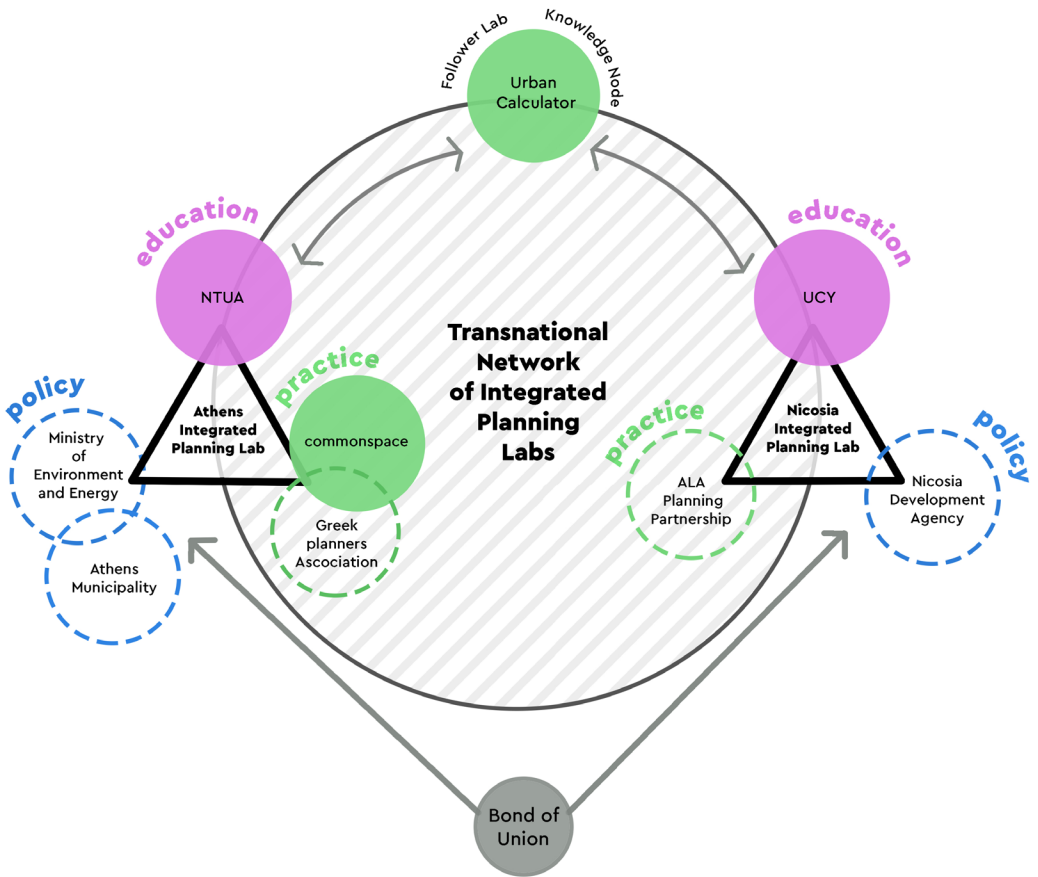 Follower Lab
Knowledge Node
Urban
Calculator
education
NTUA
education
UCY
Transnational
Network
of Integrated
Planning
Labs
practice
commonspace
policy
Athens
Integrated
Planning Lab
Ministry
of
Environment
and Energy
Athens
Municipality
Greek
planners
Ascociation
practice
ALA
Planning
Partnership
Nicosia
Integrated
Planning Lab
policy
Nicosia
Development
Agency
Bond of
Union